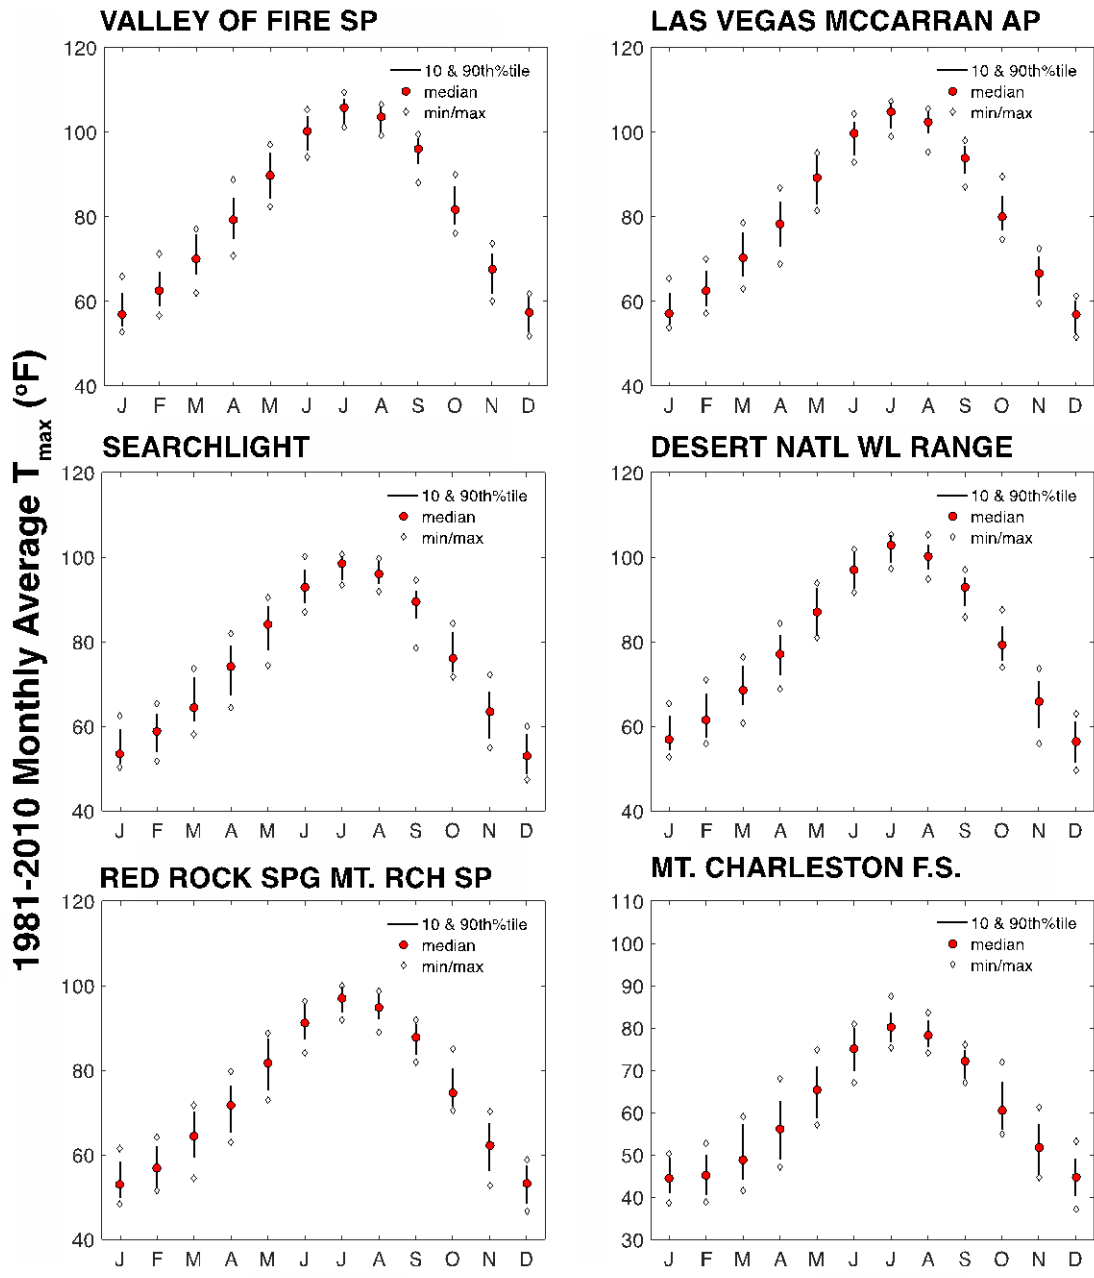 1981-2010 Monthly Average Tmax (°F)
VALLEY OF FIRE SP
120
100
80
60
40
10 & 90th%tile
median
min/max
J F M A M J J A S O N D
LAS VEGAS MCCARRAN AP
120
100
80
60
40
10 & 90th%tile
median
min/max
J F M A M J J A S O N D
SEARCHLIGHT
120
100
80
60
40
10 & 90th%tile
median
min/max
J F M A M J J A S O N D
DESERT NATL WL RANGE
120
100
80
60
40
10 & 90th%tile
median
min/max
J F M A M J J A S O N D
RED ROCK SPG MT. RCH SP
120
100
80
60
40
10 & 90th%tile
median
min/max
J F M A M J J A S O N D
MT. CHARLESTON F.S.
110
100
90
80
70
60
50
40
30
10 & 90th%tile
median
min/max
J F M A M J J A S O N D